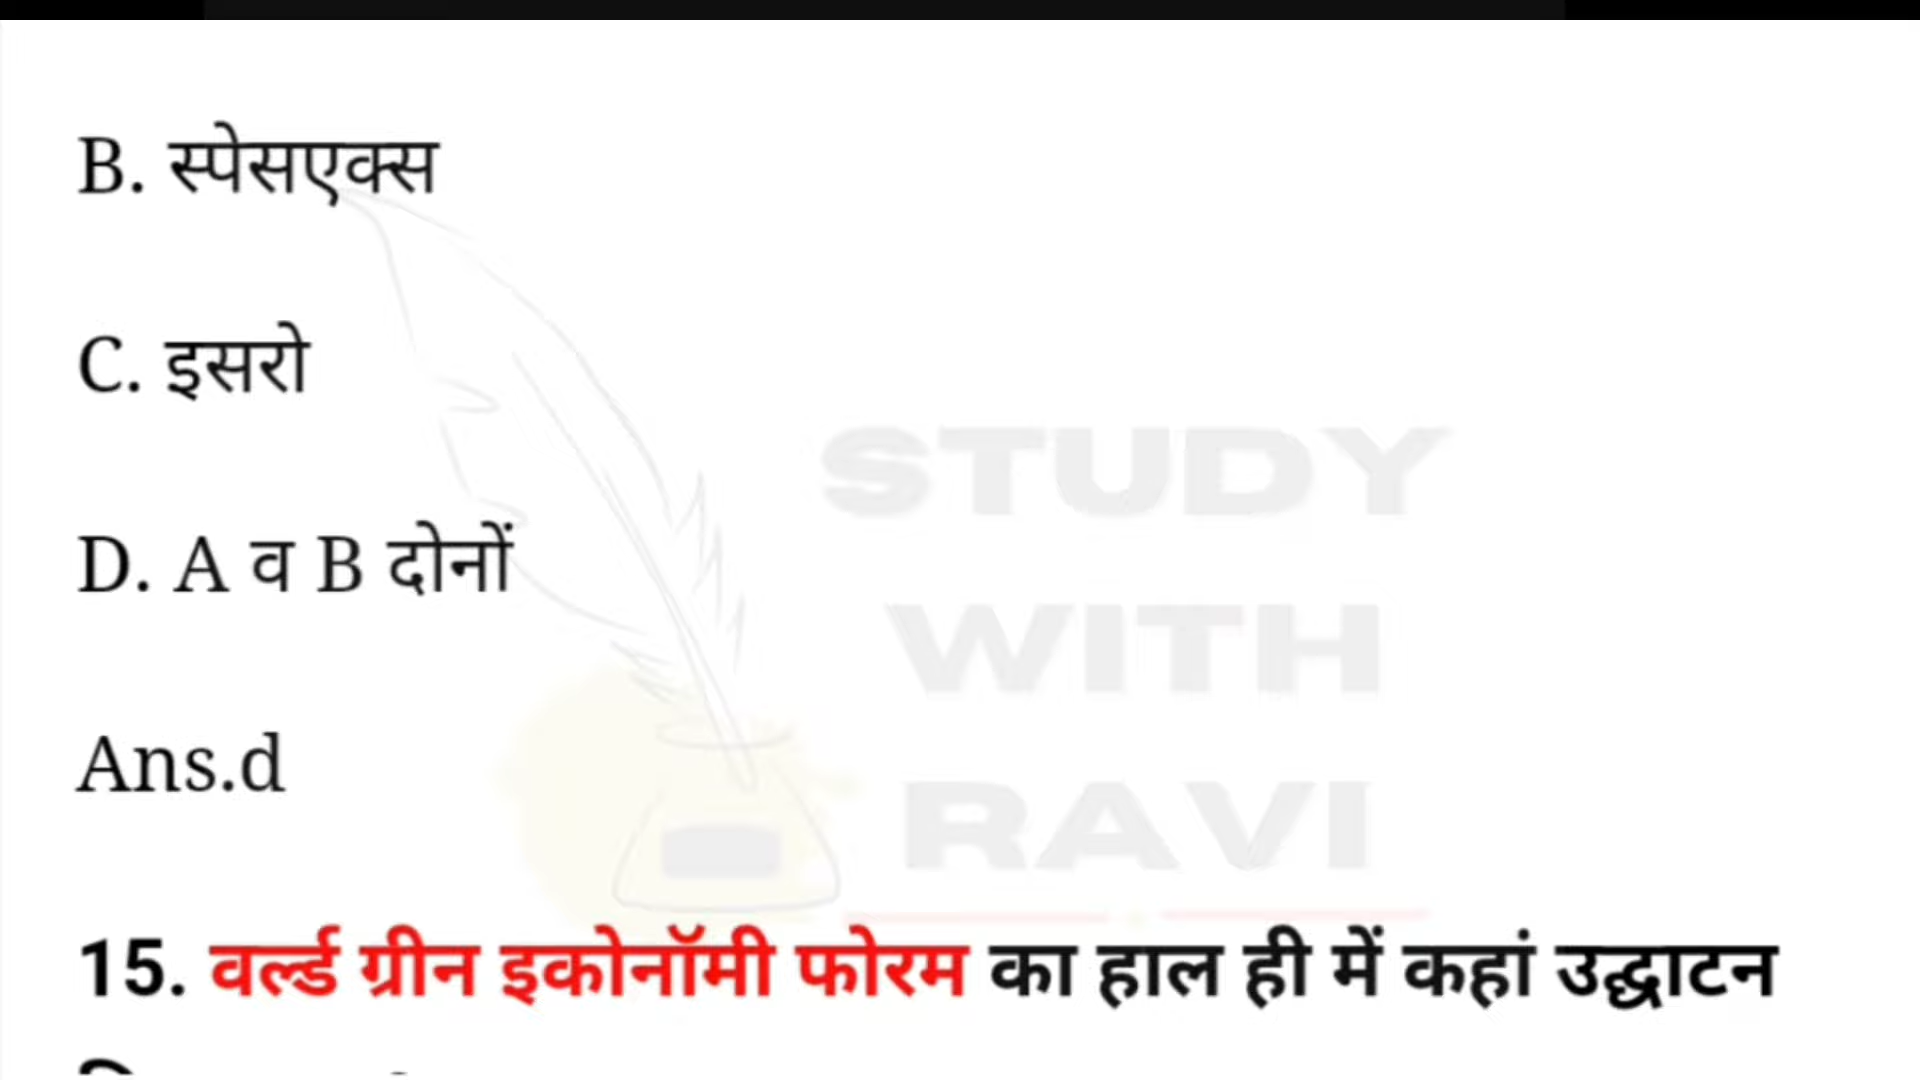 B. स्पेसएक्स
C. इसरो
STUDY
D. A व B दोनों
WITH
Ans.d
RAVI
15. वर्ल्ड ग्रीन इकोनॉमी फोरम का हाल ही में कहां उद्घाटन